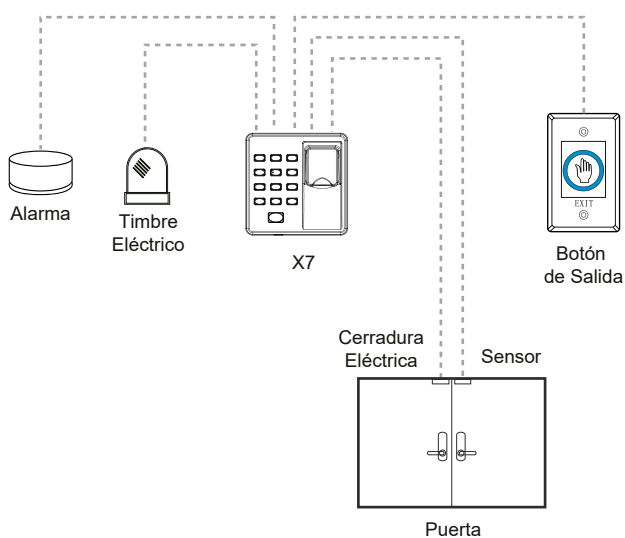 Alarma
Timbre
Eléctrico
X7
EXIT
Botón
de Salida
Cerradura
Eléctrica
Sensor
Puerta